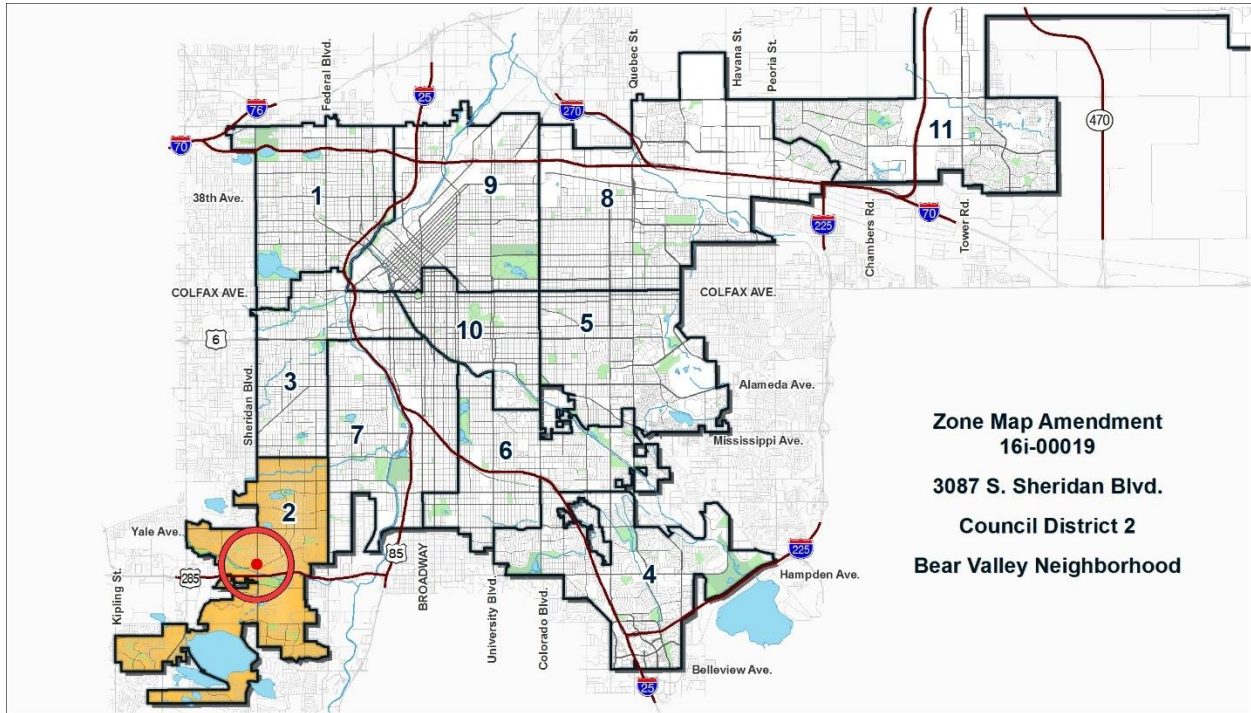 Federal Blvd.
25
76
270
Quebec St.
Havana St.
Peoria St.
70
470
11
1
9
8
38th Ave.
225
Chambers Rd.
70
Tower Rd.
COLFAX AVE.
COLFAX AVE.
6
10
5
Sheridan Blvd.
3
Alameda Ave.
7
6
Mississippi Ave.
2
Yale Ave.
85
BROADWAY
225
285
4
Hampden Ave.
Kipling St.
University Blvd.
Colorado Blvd.
Belleview Ave.
25
Zone Map Amendment
16i-00019
3087 S. Sheridan Blvd.
Council District 2
Bear Valley Neighborhood